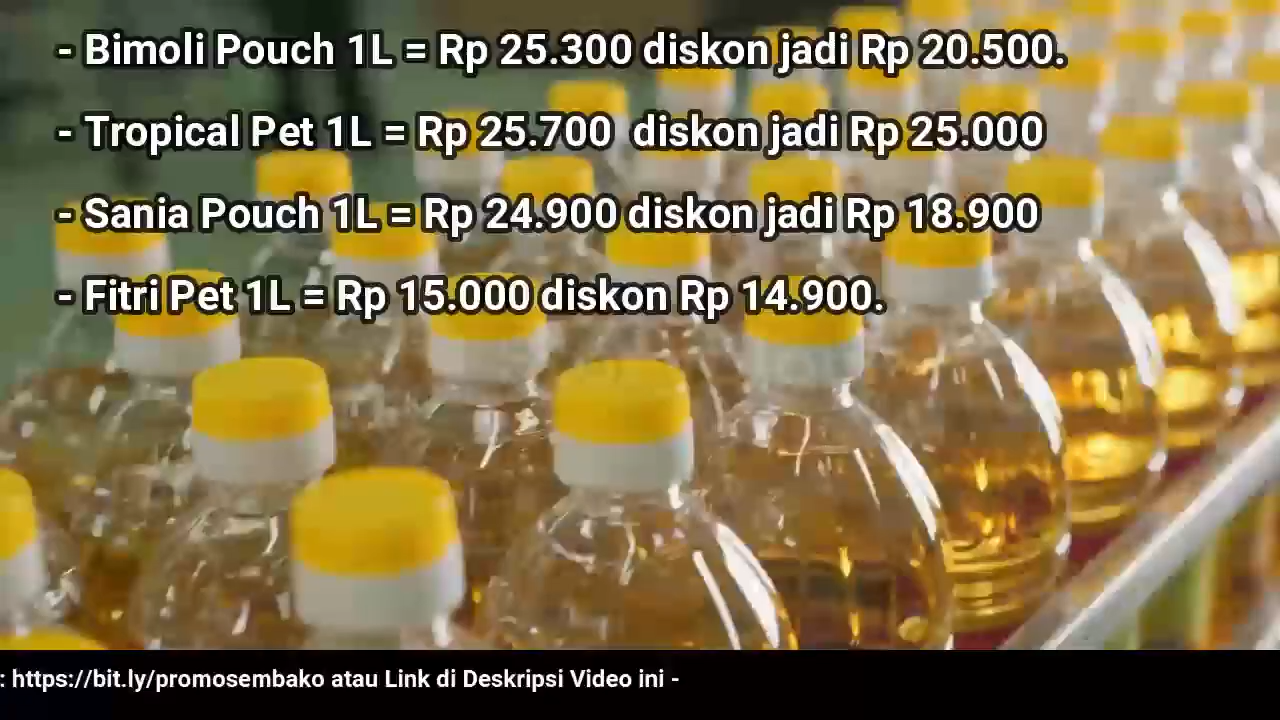 - Bimoli Pouch 1L = Rp 25.300 diskon jadi Rp 20.500.
- Tropical Pet 1L = Rp 25.700  diskon jadi Rp 25.000
- Sania Pouch 1L = Rp 24.900 diskon jadi Rp 18.900
- Fitri Pet 1L = Rp 15.000 diskon Rp 14.900.
: https://bit.ly/promosembako atau Link di Deskripsi Video ini -